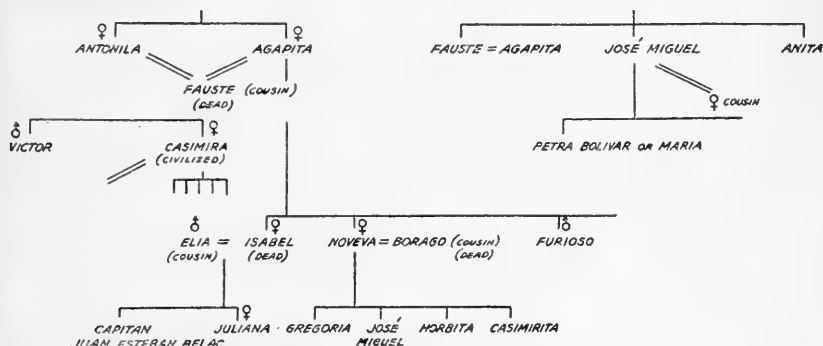 ♀ ♀
ANTONILA AGAPITA FAUSTE = AGAPITA JOSÉ MIGUEL ANITA
FAUSTE (COUSIN)
(DEAD)
♀ COUSIN
♂ ♀
VICTOR CASIMIRA PETRA BOLIVAR OR MARIA
(CIVILIZED)
♂ ♀ ♀ ♂
ELIA = ISABEL NOVEVA = BORAGO (COUSIN) FURIOSO
(COUSIN) (DEAD) (DEAD)
♀
CAPITAN JULIANA GREGORIA JOSÉ HORBITA CASIMIRITA
JUAN ESTEBAN BELAC MIGUEL